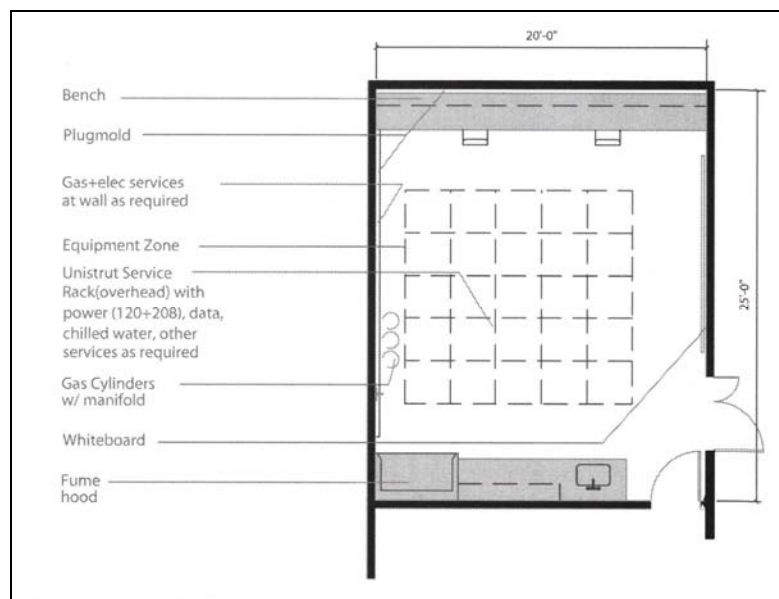 20'-0"
Bench
Plugmold
Gas+elec services
at wall as required
Equipment Zone
Unistrut Service
Rack(overhead) with
power (120+208), data,
chilled water, other
services as required
Gas Cylinders
w/ manifold
Whiteboard
Fume
hood
25'-0"